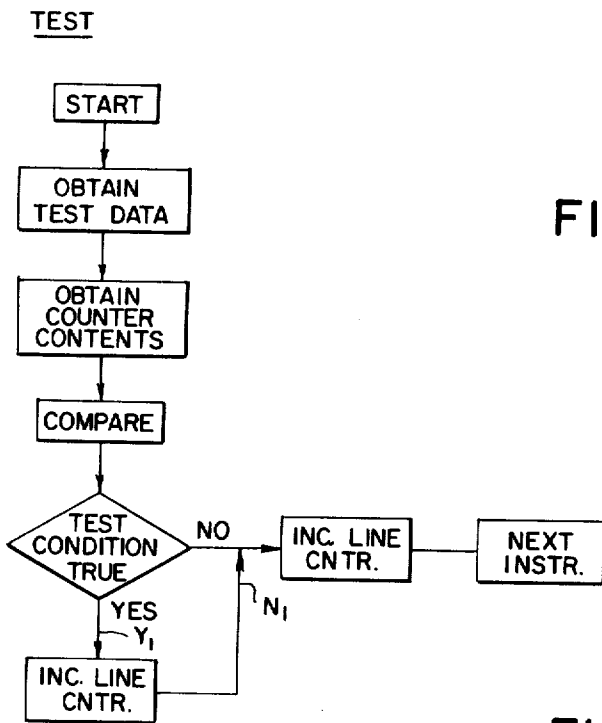 TEST
START
OBTAIN
TEST DATA
FI
OBTAIN
COUNTER
CONTENTS
COMPARE
TEST
CONDITION
TRUE
NO
INC. LINE
CNTR.
NEXT
INSTR.
YES
Y1
N1
INC. LINE
CNTR.